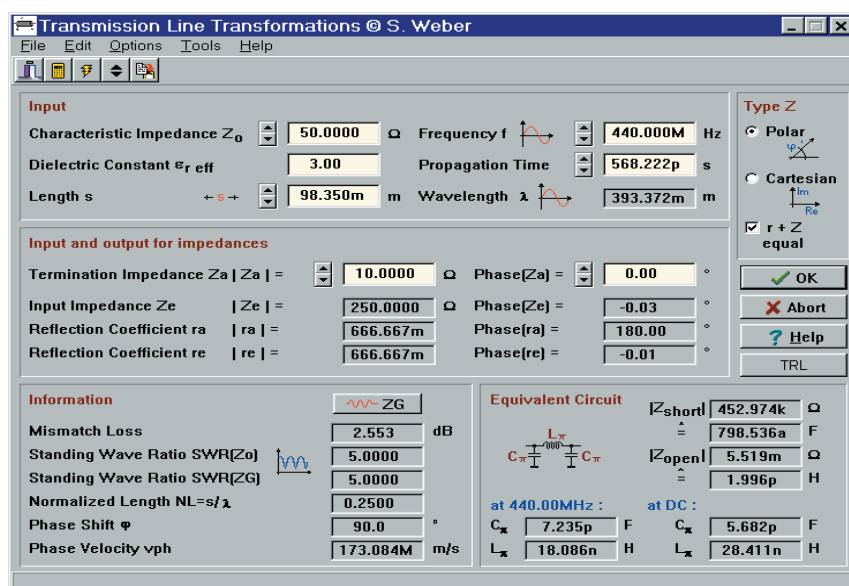 Transmission Line Transformations © S. Weber
File Edit Options Tools Help
Input
Characteristic Impedance Z0 50.0000 Ω Frequency f 440.000M Hz
Dielectric Constant εr eff 3.00 Propagation Time 568.222p s
Length s ←s→ 98.350m m Wavelength λ 393.372m m
Type Z
Polar
φ
Cartesian
Im
Re
r + Z
equal
Input and output for impedances
Termination Impedance Za | Za | = 10.0000 Ω Phase(Za) = 0.00 °
Input Impedance Ze | Ze | = 250.0000 Ω Phase(Ze) = -0.03 °
Reflection Coefficient ra | ra | = 666.667m Phase(ra) = 180.00 °
Reflection Coefficient re | re | = 666.667m Phase(re) = -0.01 °
OK
Abort
Help
TRL
Information ZG
Mismatch Loss 2.553 dB
Standing Wave Ratio SWR(Zo) 5.0000
Standing Wave Ratio SWR(ZG) 5.0000
Normalized Length NL=s/λ 0.2500
Phase Shift φ 90.0 °
Phase Velocity vph 173.084M m/s
Equivalent Circuit
Lπ
Cπ Cπ
|Zshort| 452.974k Ω
≙ 798.536a F
|Zopen| 5.519m Ω
≙ 1.996p H
at 440.00MHz : at DC :
Cπ 7.235p F Cπ 5.682p F
Lπ 18.086n H Lπ 28.411n H